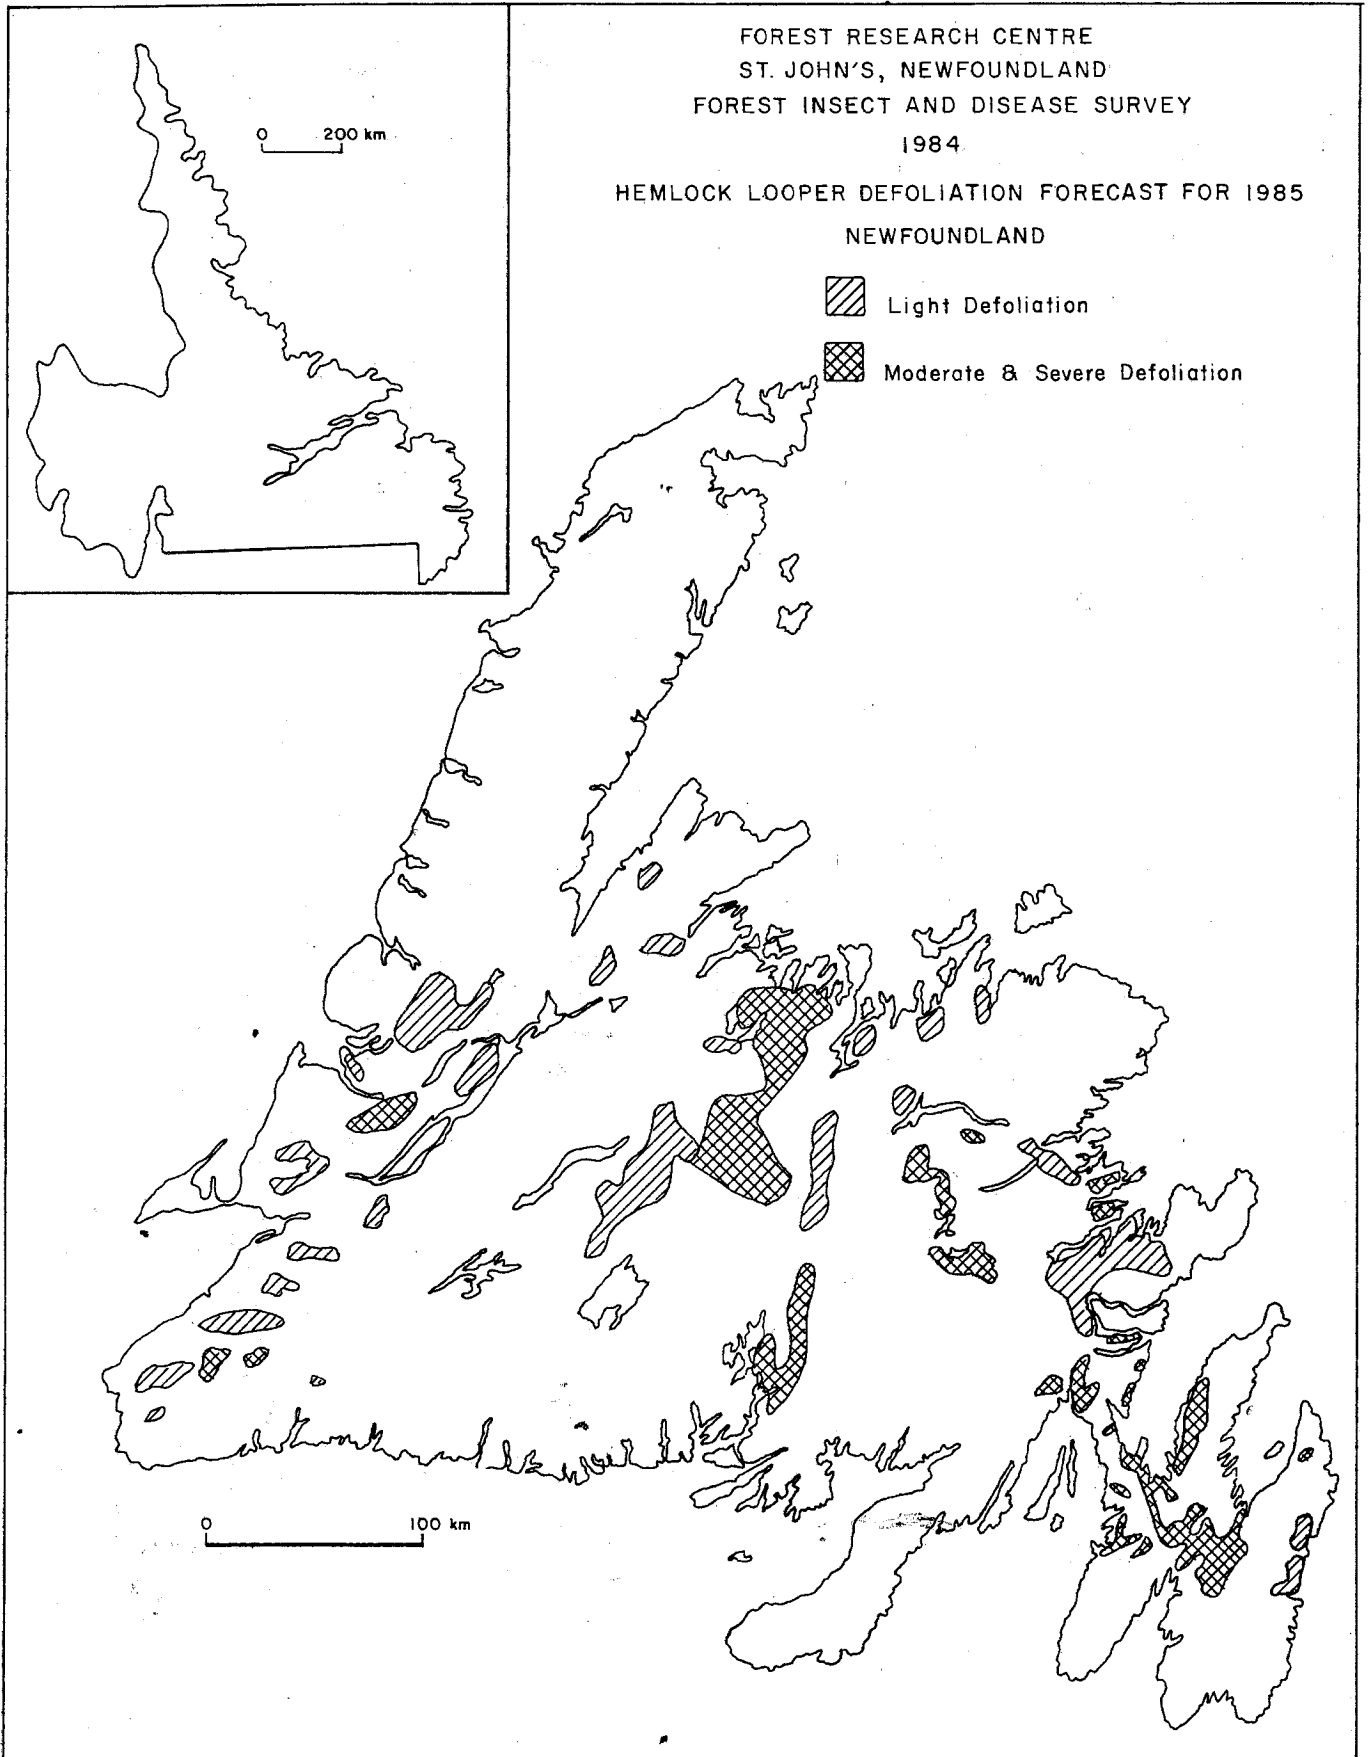 FOREST RESEARCH CENTRE
ST. JOHN'S, NEWFOUNDLAND
FOREST INSECT AND DISEASE SURVEY
1984
HEMLOCK LOOPER DEFOLIATION FORECAST FOR 1985
NEWFOUNDLAND
Light Defoliation
Moderate & Severe Defoliation
0 200 km
0 100 km